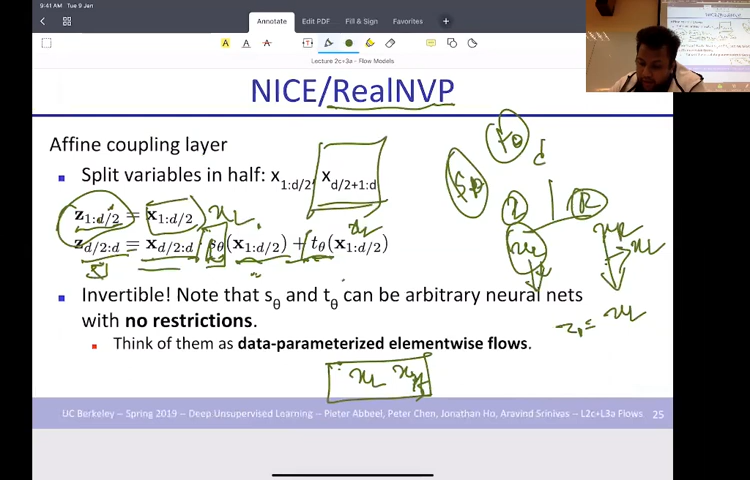 9:41 AM Tue 9 Jan
Annotate Edit PDF Fill & Sign Favorites
Lecture 2c+3a - Flow Models
NICE/RealNVP
Affine coupling layer
Split variables in half: x1:d/2, xd/2+1:d
z1:d/2 = x1:d/2 xL
zd/2:d = xd/2:d · sθ(x1:d/2) + tθ(x1:d/2)
Invertible! Note that sθ and tθ can be arbitrary neural nets
with no restrictions.
Think of them as data-parameterized elementwise flows.
UC Berkeley -- Spring 2019 -- Deep Unsupervised Learning -- Pieter Abbeel, Peter Chen, Jonathan Ho, Aravind Srinivas -- L2c+L3a Flows 25